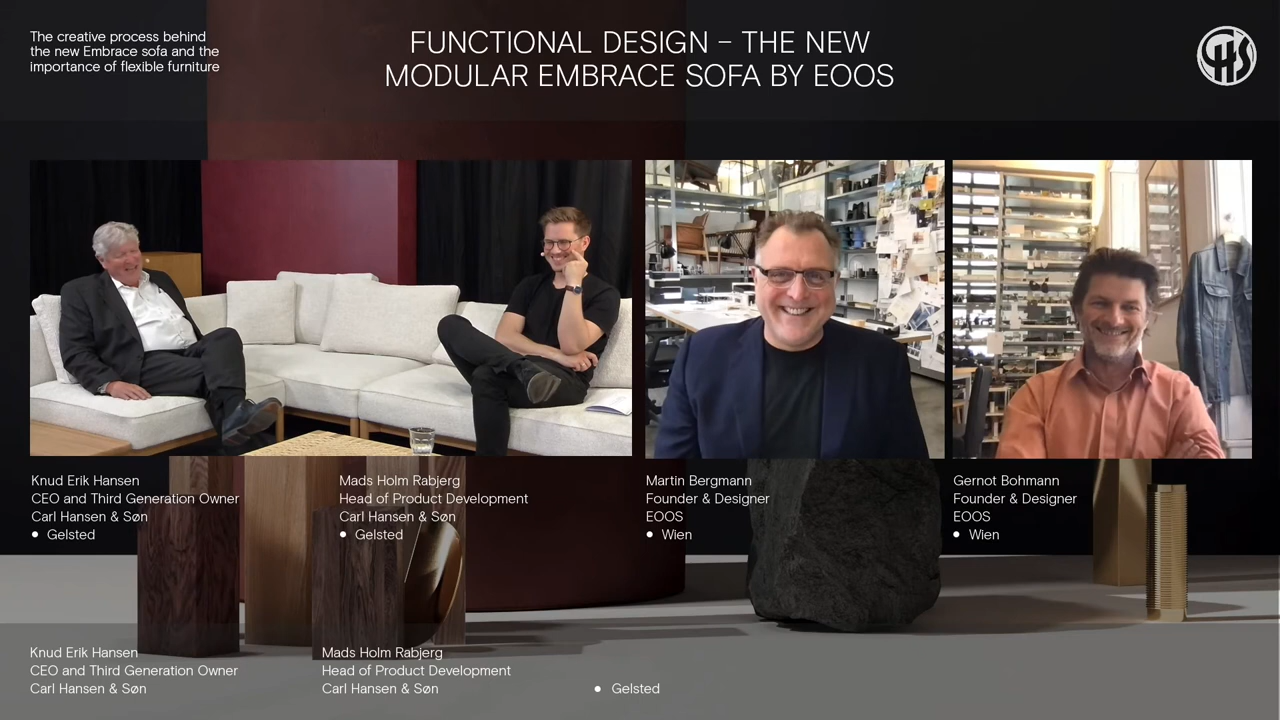 The creative process behind
the new Embrace sofa and the
importance of flexible furniture
FUNCTIONAL DESIGN – THE NEW
MODULAR EMBRACE SOFA BY EOOS
CHS
Knud Erik Hansen
CEO and Third Generation Owner
Carl Hansen & Søn
• Gelsted
Mads Holm Rabjerg
Head of Product Development
Carl Hansen & Søn
• Gelsted
Martin Bergmann
Founder & Designer
EOOS
• Wien
Gernot Bohmann
Founder & Designer
EOOS
• Wien
Knud Erik Hansen
CEO and Third Generation Owner
Carl Hansen & Søn
Mads Holm Rabjerg
Head of Product Development
Carl Hansen & Søn
• Gelsted